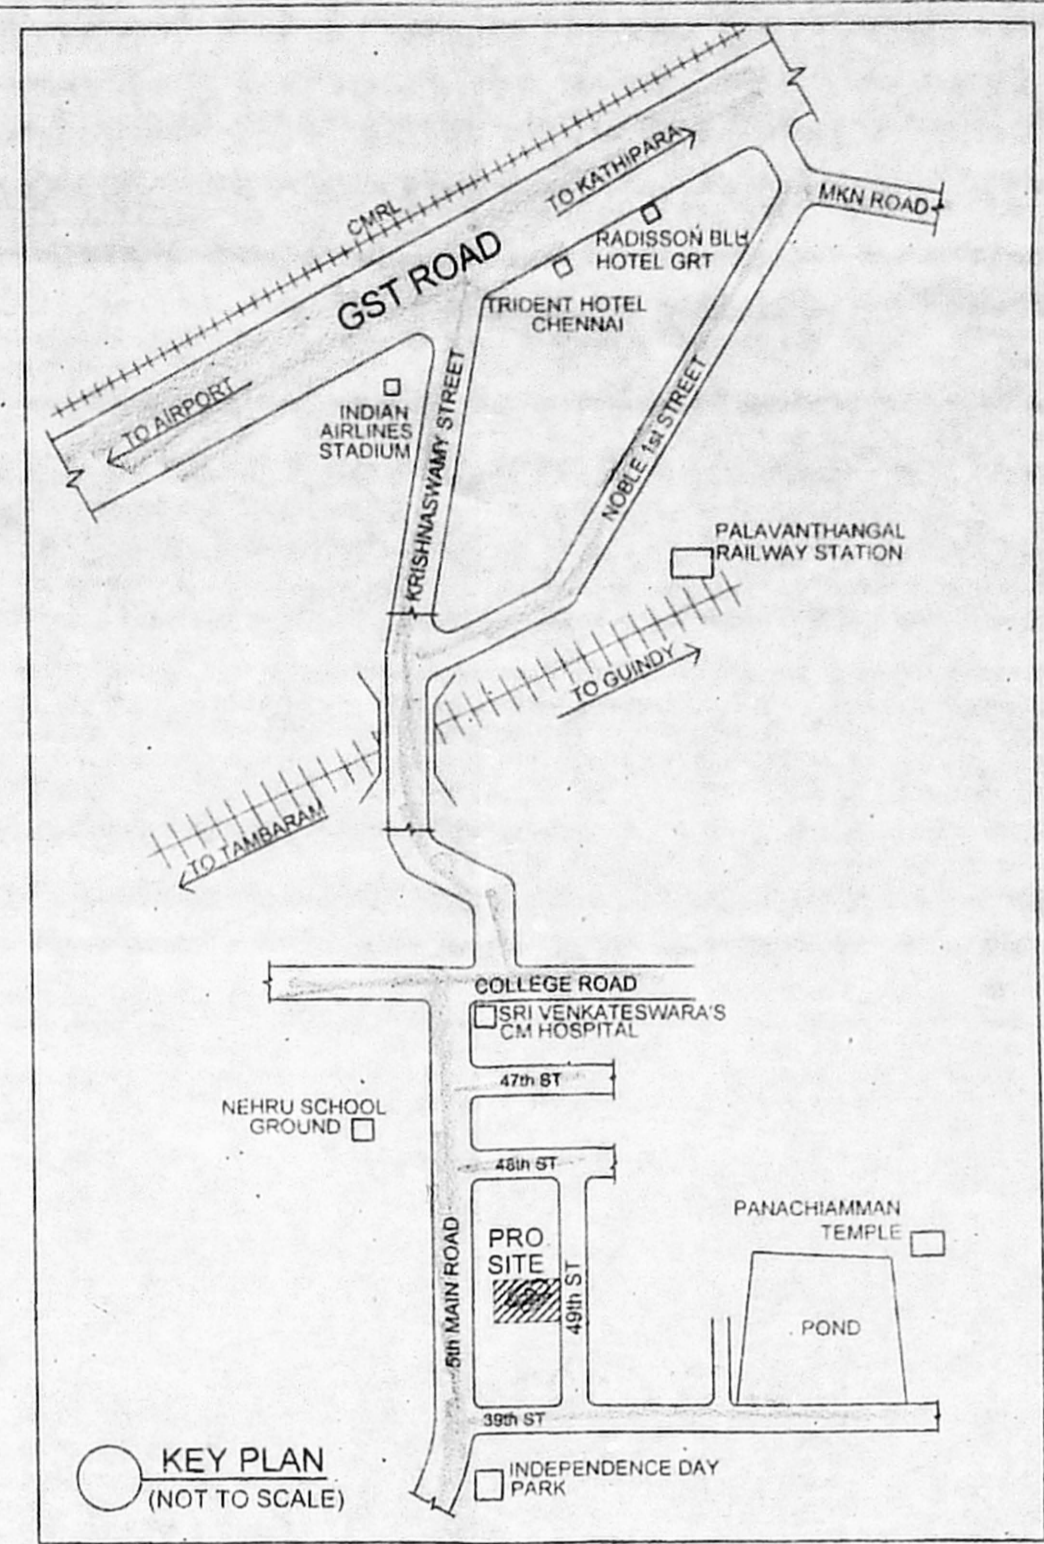 CMRL
TO KATHIPARA
MKN ROAD
GST ROAD
RADISSON BLU
HOTEL GRT
TRIDENT HOTEL
CHENNAI
TO AIRPORT
INDIAN
AIRLINES
STADIUM
KRISHNASWAMY STREET
NOBLE 1st STREET
PALAVANTHANGAL
RAILWAY STATION
TO GUINDY
TO TAMBARAM
COLLEGE ROAD
SRI VENKATESWARA'S
CM HOSPITAL
47th ST
NEHRU SCHOOL
GROUND
48th ST
PANACHIAMMAN
TEMPLE
PRO
SITE
5th MAIN ROAD
49th ST
POND
39th ST
KEY PLAN
(NOT TO SCALE)
INDEPENDENCE DAY
PARK